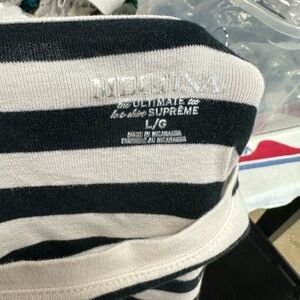 MERONA
the ULTIMATE tee
le t-shirt SUPRÊME
L/G
MADE IN NICARAGUA
FABRIQUÉ AU NICARAGUA